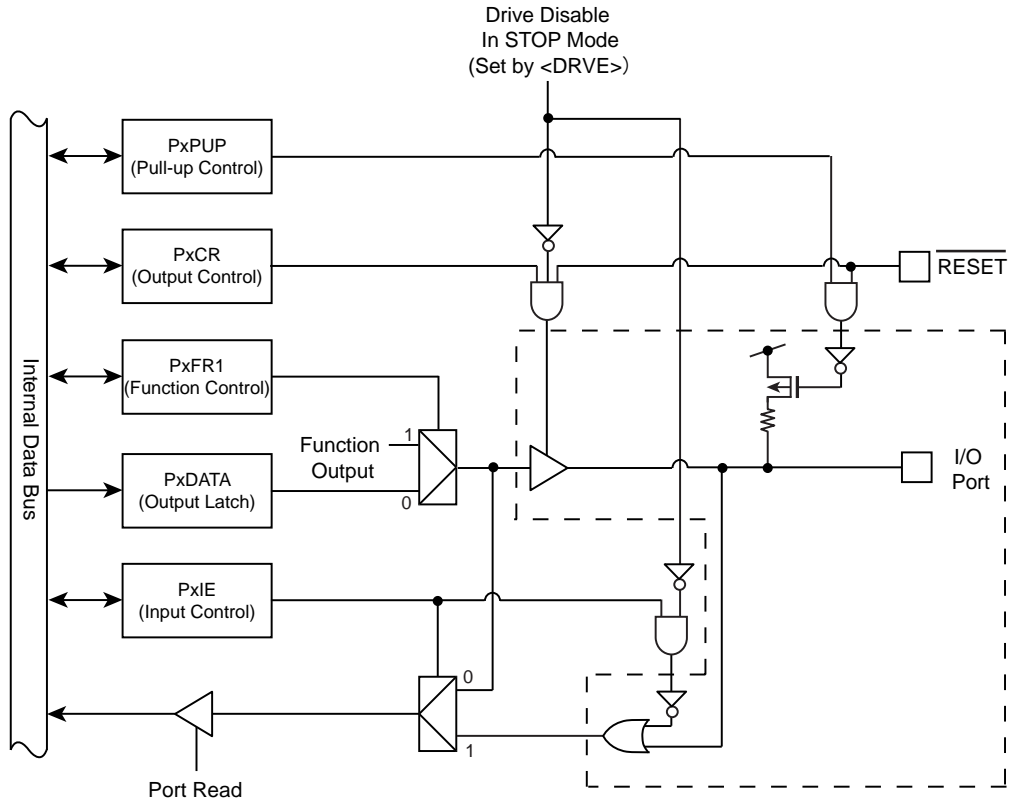 Drive Disable
In STOP Mode
(Set by <DRVE>)
PxPUP
(Pull-up Control)
PxCR
(Output Control)
RESET
PxFR1
(Function Control)
Internal Data Bus
1
Function
Output
0
PxDATA
(Output Latch)
I/O
Port
PxIE
(Input Control)
0
1
Port Read